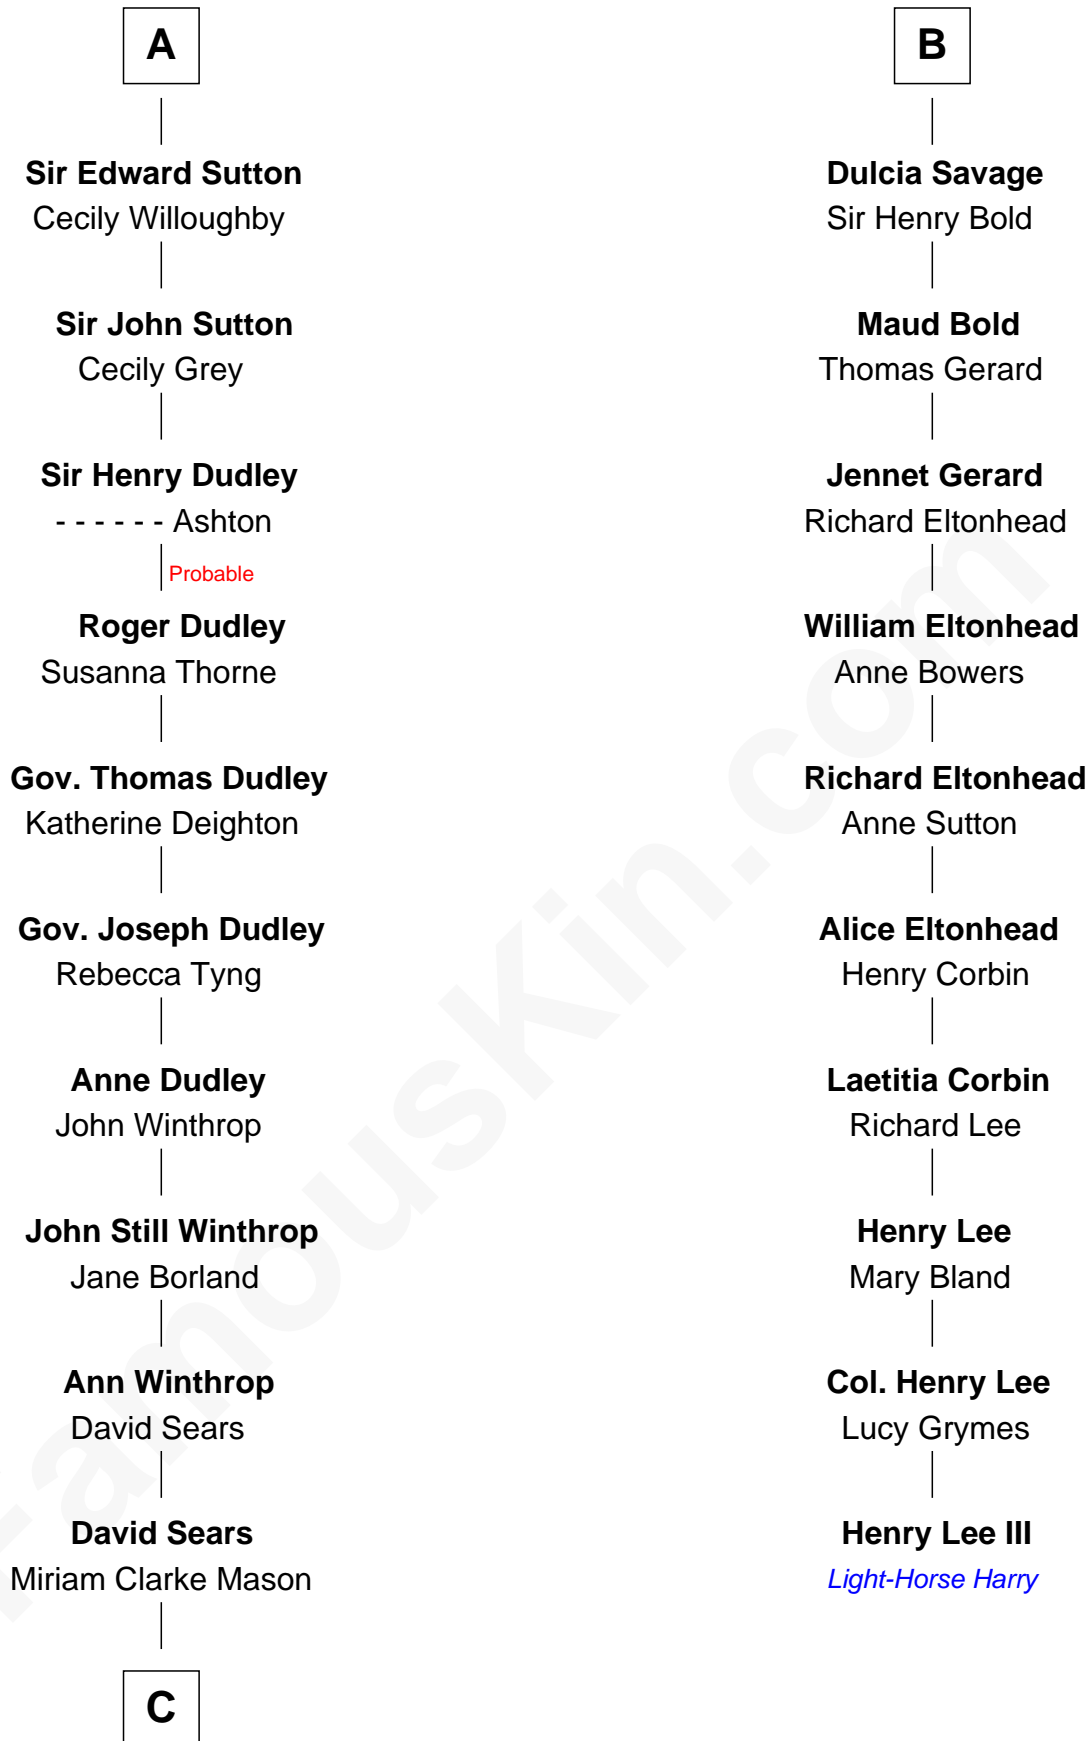 A
Sir Edward Sutton
Cecily Willoughby
Sir John Sutton
Cecily Grey
Sir Henry Dudley
- - - - - - Ashton
Probable
Roger Dudley
Susanna Thorne
Gov. Thomas Dudley
Katherine Deighton
Gov. Joseph Dudley
Rebecca Tyng
Anne Dudley
John Winthrop
John Still Winthrop
Jane Borland
Ann Winthrop
David Sears
David Sears
Miriam Clarke Mason
C
B
Dulcia Savage
Sir Henry Bold
Maud Bold
Thomas Gerard
Jennet Gerard
Richard Eltonhead
William Eltonhead
Anne Bowers
Richard Eltonhead
Anne Sutton
Alice Eltonhead
Henry Corbin
Laetitia Corbin
Richard Lee
Henry Lee
Mary Bland
Col. Henry Lee
Lucy Grymes
Henry Lee III
Light-Horse Harry
FamousKin.com